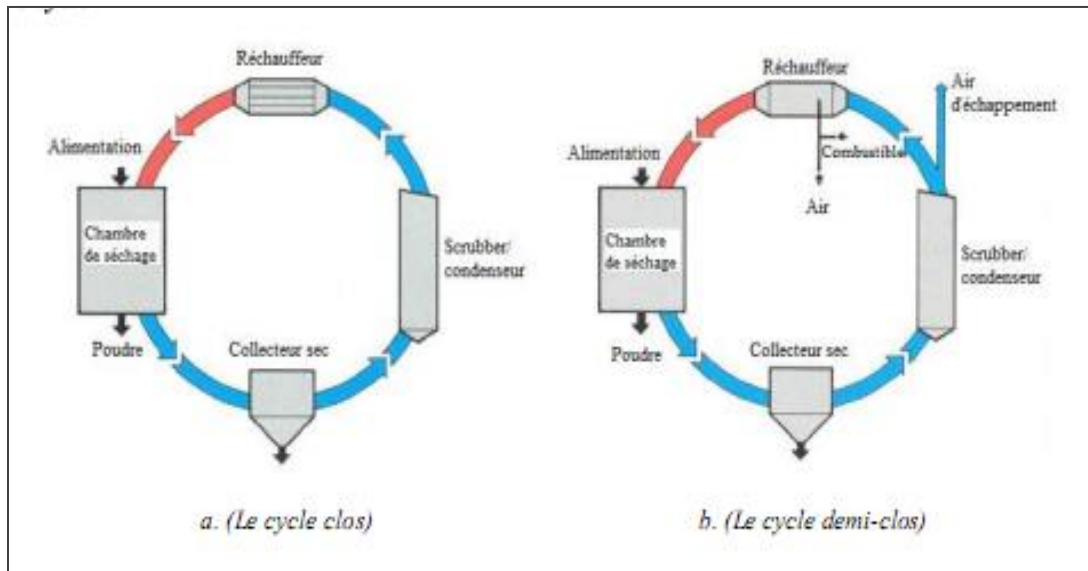 Réchauffeur
Alimentation
Chambre
de séchage
Scrubber/
condenseur
Poudre
Collecteur sec
a. (Le cycle clos)
Réchauffeur
Air
d'échappement
Alimentation
Combustible
Air
Chambre
de séchage
Scrubber/
condenseur
Poudre
Collecteur sec
b. (Le cycle demi-clos)